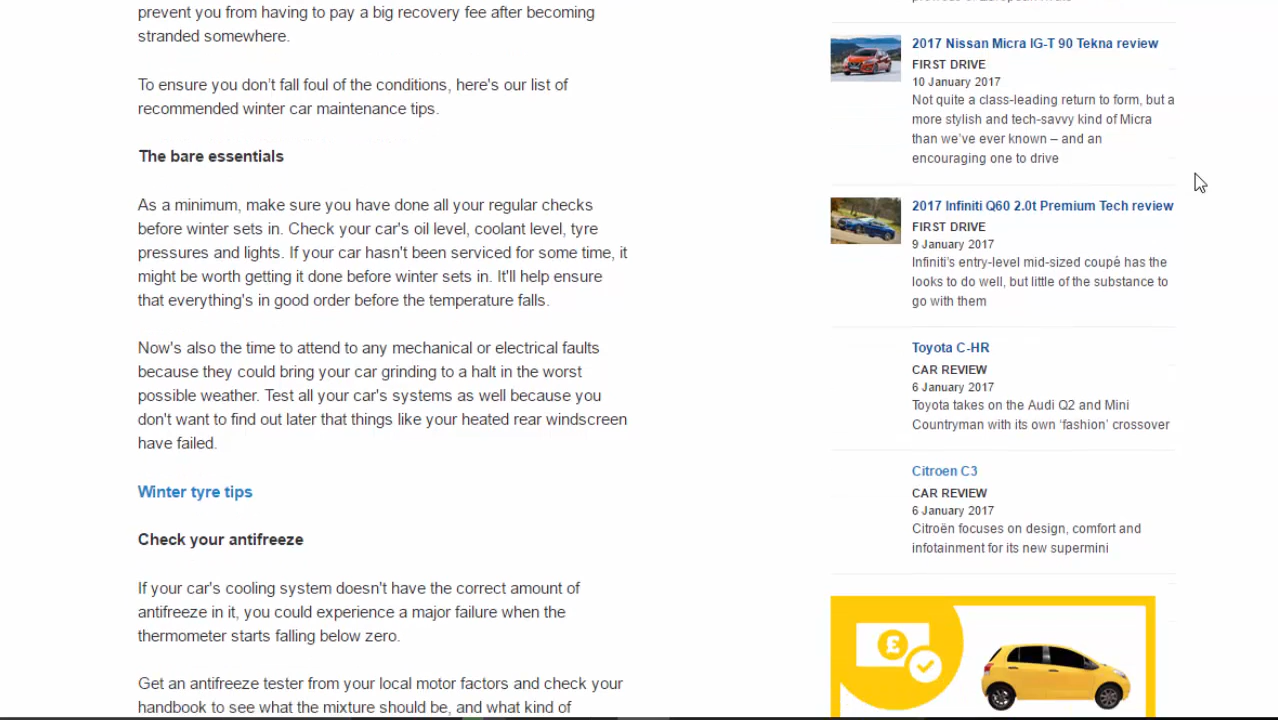 prevent you from having to pay a big recovery fee after becoming
stranded somewhere.
To ensure you don’t fall foul of the conditions, here's our list of
recommended winter car maintenance tips.
The bare essentials
As a minimum, make sure you have done all your regular checks
before winter sets in. Check your car's oil level, coolant level, tyre
pressures and lights. If your car hasn't been serviced for some time, it
might be worth getting it done before winter sets in. It'll help ensure
that everything's in good order before the temperature falls.
Now's also the time to attend to any mechanical or electrical faults
because they could bring your car grinding to a halt in the worst
possible weather. Test all your car's systems as well because you
don't want to find out later that things like your heated rear windscreen
have failed.
Winter tyre tips
Check your antifreeze
If your car's cooling system doesn't have the correct amount of
antifreeze in it, you could experience a major failure when the
thermometer starts falling below zero.
Get an antifreeze tester from your local motor factors and check your
handbook to see what the mixture should be, and what kind of
2017 Nissan Micra IG-T 90 Tekna review
FIRST DRIVE
10 January 2017
Not quite a class-leading return to form, but a
more stylish and tech-savvy kind of Micra
than we’ve ever known – and an
encouraging one to drive
2017 Infiniti Q60 2.0t Premium Tech review
FIRST DRIVE
9 January 2017
Infiniti’s entry-level mid-sized coupé has the
looks to do well, but little of the substance to
go with them
Toyota C-HR
CAR REVIEW
6 January 2017
Toyota takes on the Audi Q2 and Mini
Countryman with its own ‘fashion’ crossover
Citroen C3
CAR REVIEW
6 January 2017
Citroën focuses on design, comfort and
infotainment for its new supermini
£